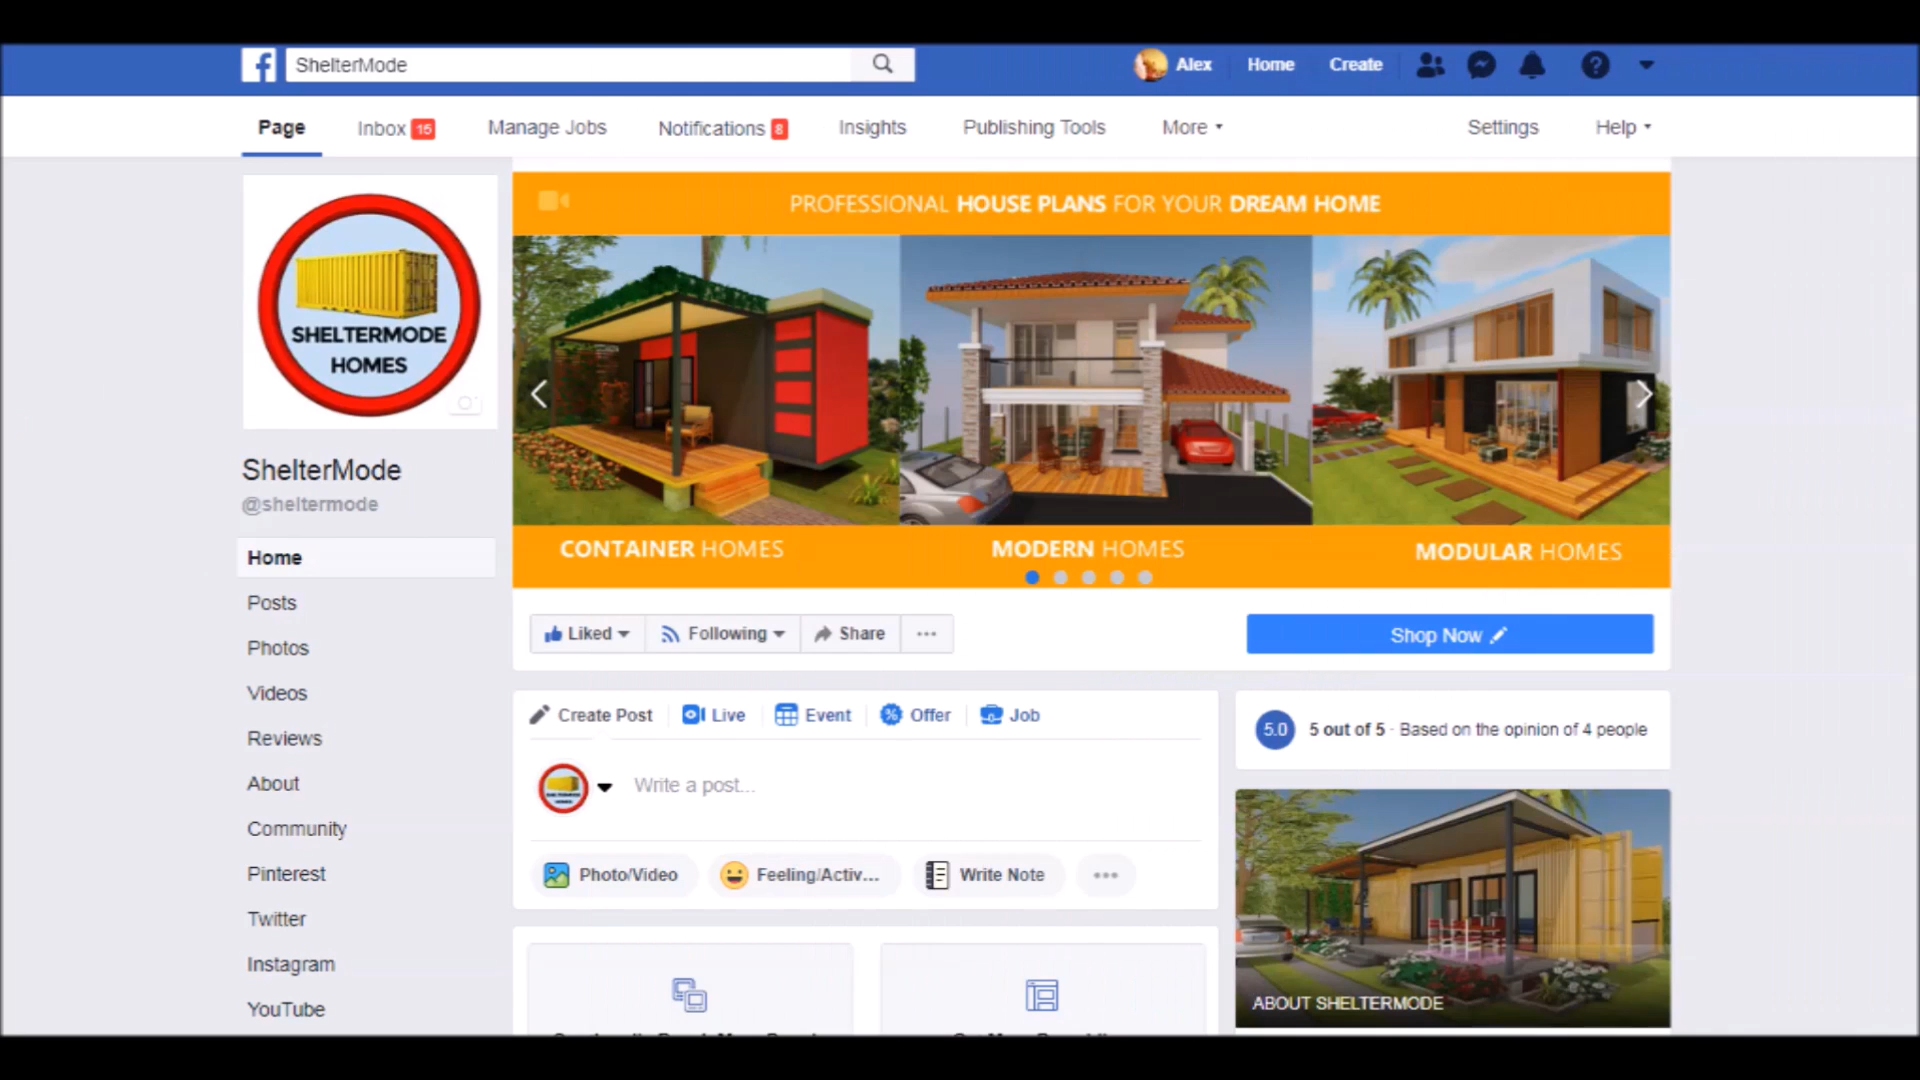 ShelterMode
Alex Home Create
Page Inbox 15 Manage Jobs Notifications 8 Insights Publishing Tools More Settings Help
PROFESSIONAL HOUSE PLANS FOR YOUR DREAM HOME
SHELTERMODE
HOMES
ShelterMode
@sheltermode
CONTAINER HOMES MODERN HOMES MODULAR HOMES
Home
Posts
Photos
Videos
Reviews
About
Community
Pinterest
Twitter
Instagram
YouTube
Liked Following Share ...
Shop Now
Create Post Live Event Offer Job
Write a post...
Photo/Video Feeling/Activ... Write Note ...
5.0 5 out of 5 · Based on the opinion of 4 people
ABOUT SHELTERMODE